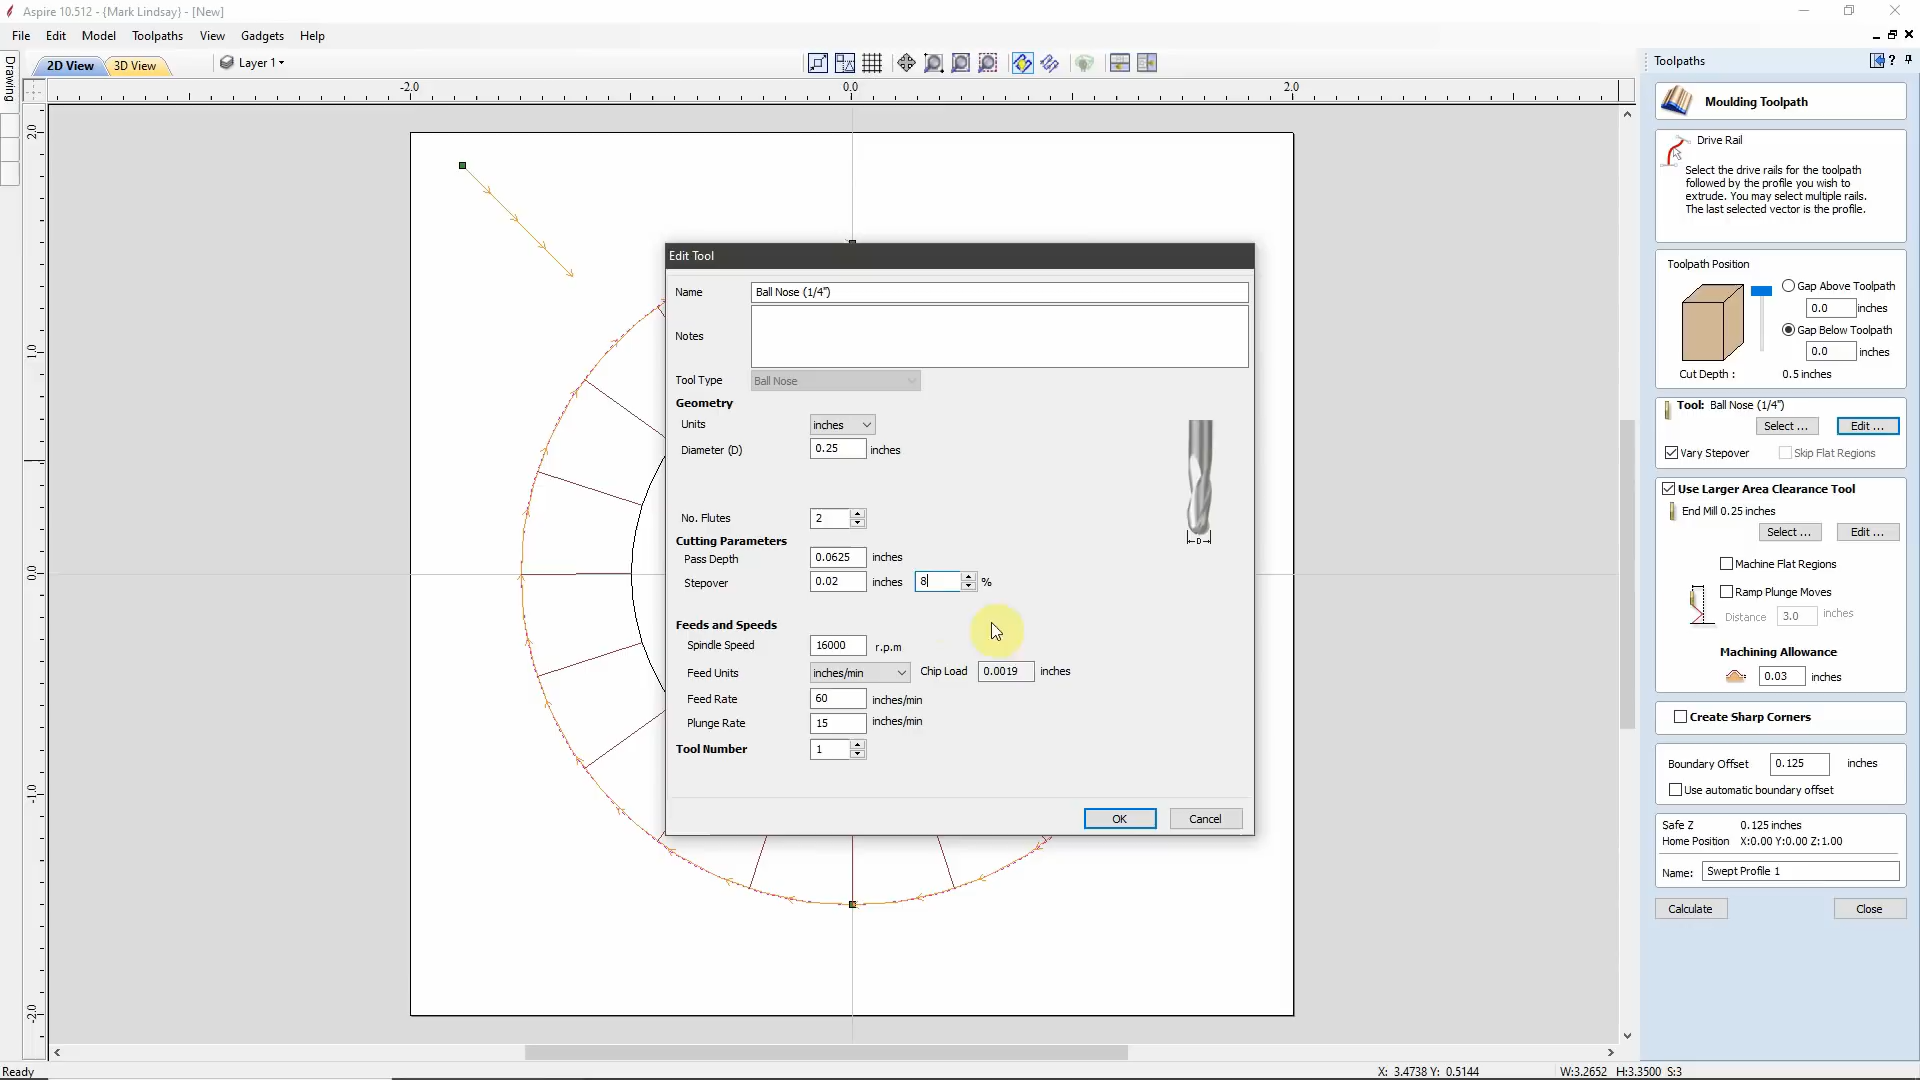 Aspire 10.512 - {Mark Lindsay} - [New]
File Edit Model Toolpaths View Gadgets Help
2D View 3D View Layer 1
Drawing
-2.0 0.0 2.0
2.0
1.0
0.0
-1.0
-2.0
Edit Tool
Name Ball Nose (1/4")
Notes
Tool Type Ball Nose
Geometry
Units inches
Diameter (D) 0.25 inches
No. Flutes 2
D
Cutting Parameters
Pass Depth 0.0625 inches
Stepover 0.02 inches 8 %
Feeds and Speeds
Spindle Speed 16000 r.p.m
Feed Units inches/min Chip Load 0.0019 inches
Feed Rate 60 inches/min
Plunge Rate 15 inches/min
Tool Number 1
OK Cancel
Toolpaths
Moulding Toolpath
Drive Rail
Select the drive rails for the toolpath
followed by the profile you wish to
extrude. You may select multiple rails.
The last selected vector is the profile.
Toolpath Position
Gap Above Toolpath
0.0 inches
Gap Below Toolpath
0.0 inches
Cut Depth : 0.5 inches
Tool: Ball Nose (1/4")
Select ... Edit ...
Vary Stepover Skip Flat Regions
Use Larger Area Clearance Tool
End Mill 0.25 inches
Select ... Edit ...
Machine Flat Regions
Ramp Plunge Moves
Distance 3.0 inches
Machining Allowance
0.03 inches
Create Sharp Corners
Boundary Offset 0.125 inches
Use automatic boundary offset
Safe Z 0.125 inches
Home Position X:0.00 Y:0.00 Z:1.00
Name: Swept Profile 1
Calculate Close
Ready X: 3.4738 Y: 0.5144 W:3.2652 H:3.3500 S:3